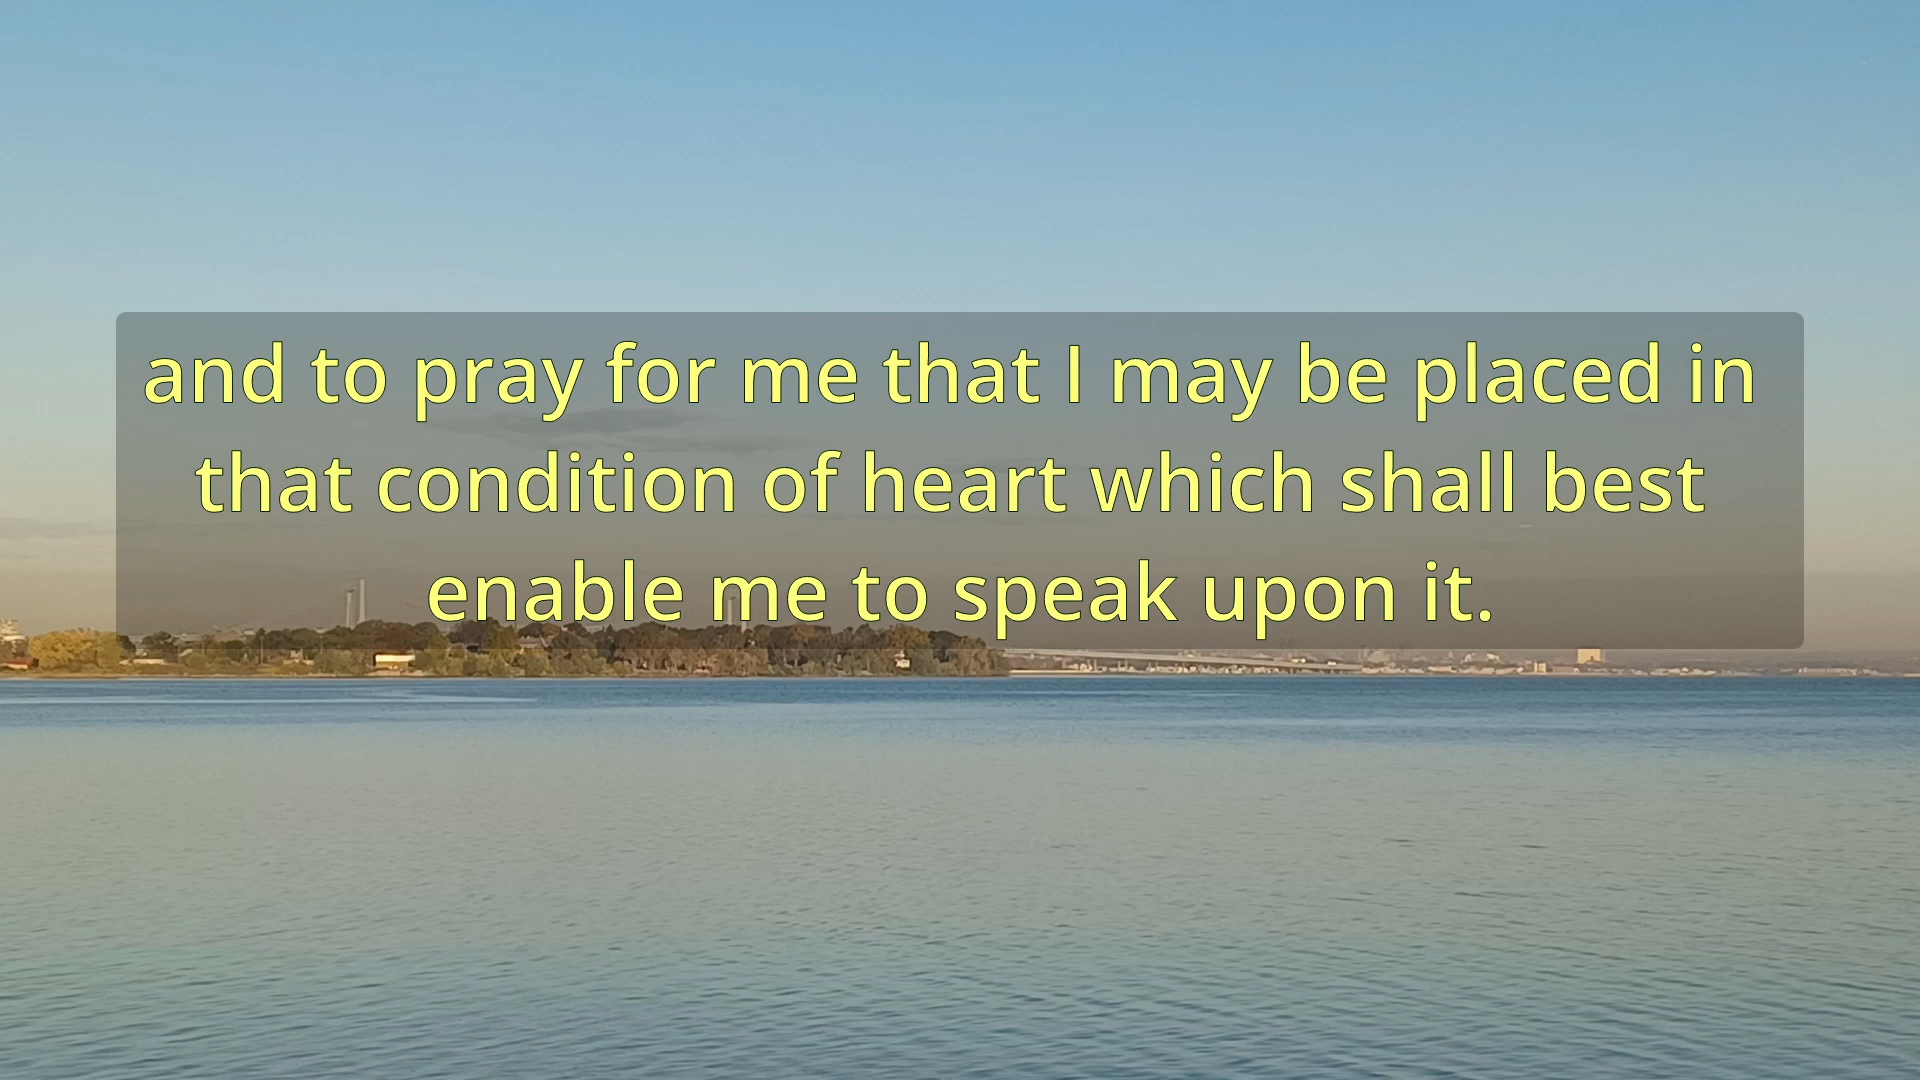 and to pray for me that I may be placed in
that condition of heart which shall best
enable me to speak upon it.